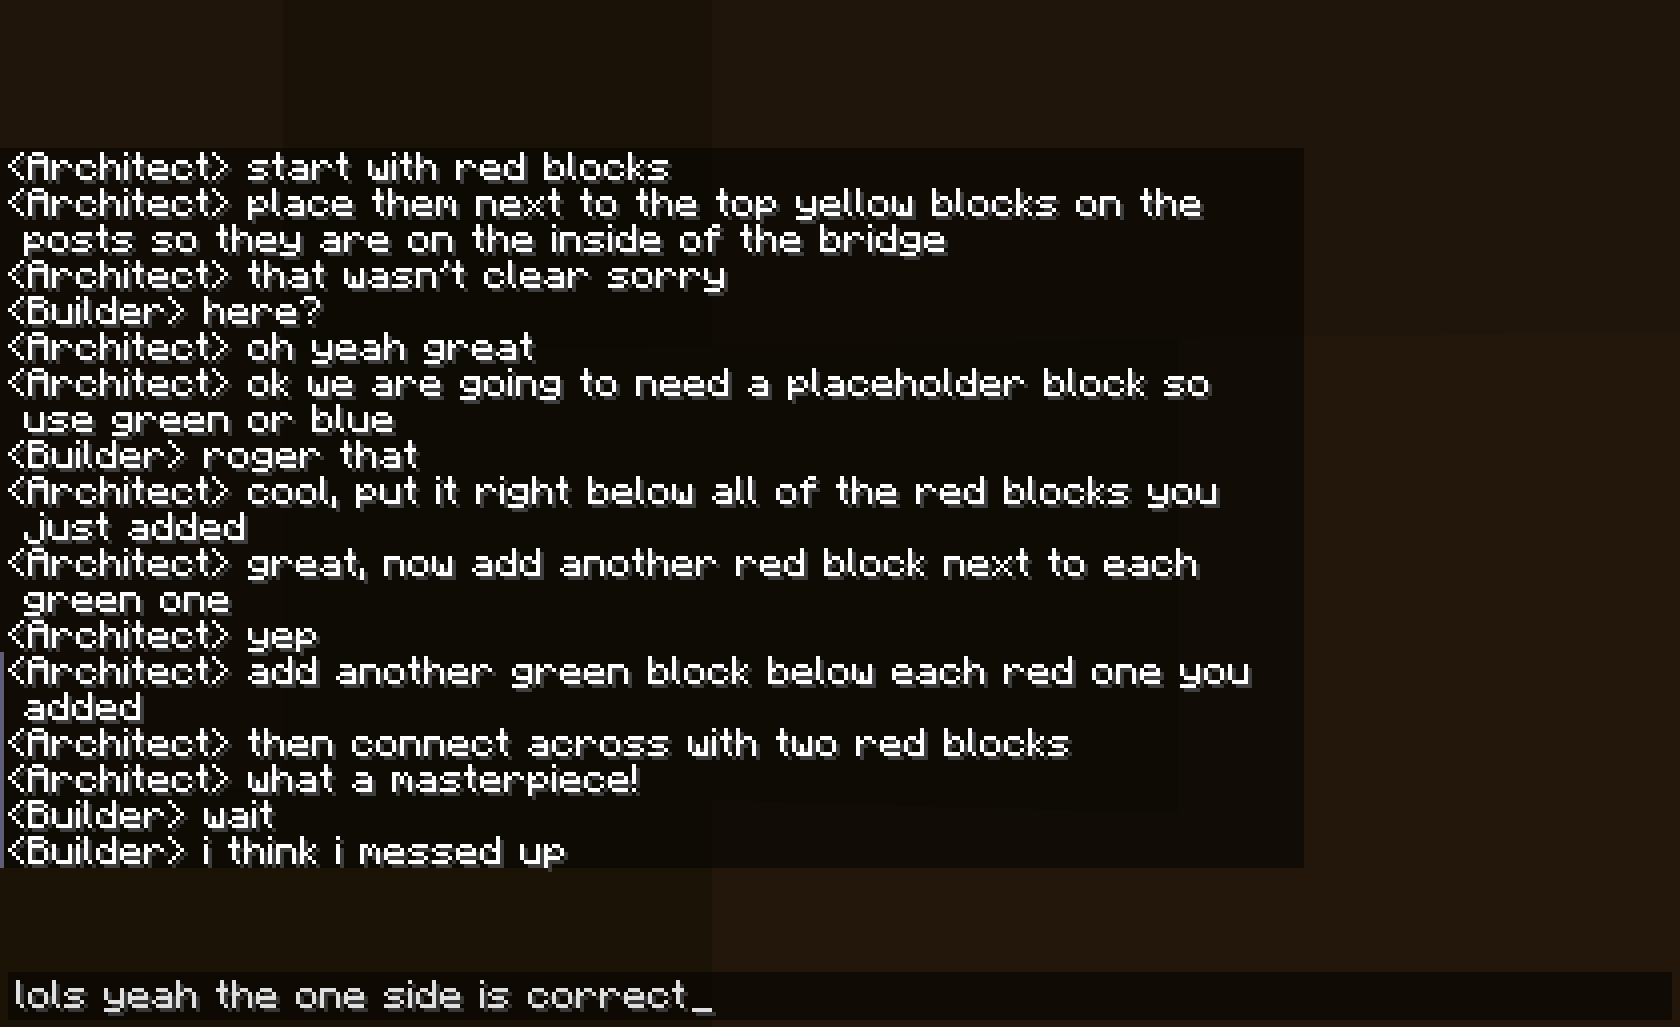 <Architect> start with red blocks
<Architect> place them next to the top yellow blocks on the
posts so they are on the inside of the bridge
<Architect> that wasn't clear sorry
<Builder> here?
<Architect> oh yeah great
<Architect> ok we are going to need a placeholder block so
use green or blue
<Builder> roger that
<Architect> cool, put it right below all of the red blocks you
just added
<Architect> great, now add another red block next to each
green one
<Architect> yep
<Architect> add another green block below each red one you
added
<Architect> then connect across with two red blocks
<Architect> what a masterpiece!
<Builder> wait
<Builder> i think i messed up
lols yeah the one side is correct_